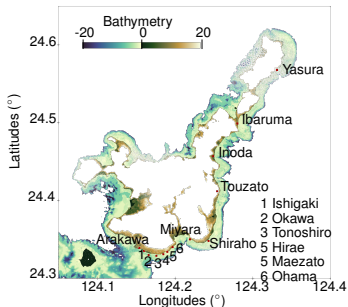 Bathymetry
-20 0 20
24.6
24.5
24.4
24.3
Latitudes (°)
Yasura
Ibaruma
Inoda
Touzato
Miyara
Arakawa
Shiraho
1 2 3 4 5 6
1 Ishigaki
2 Okawa
3 Tonoshiro
5 Hirae
5 Maezato
6 Ohama
124.1 124.2 124.3
Longitudes (°)